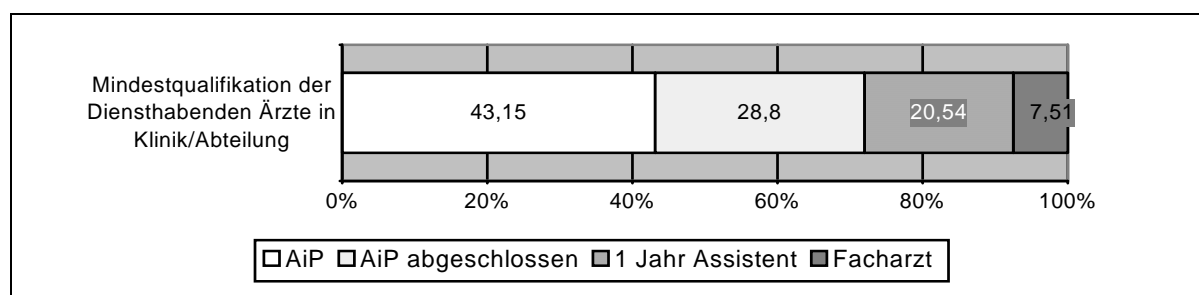 Mindestqualifikation der
Diensthabenden Ärzte in
Klinik/Abteilung
43,15 28,8 20,54 7,51
0% 20% 40% 60% 80% 100%
AiP AiP abgeschlossen 1 Jahr Assistent Facharzt